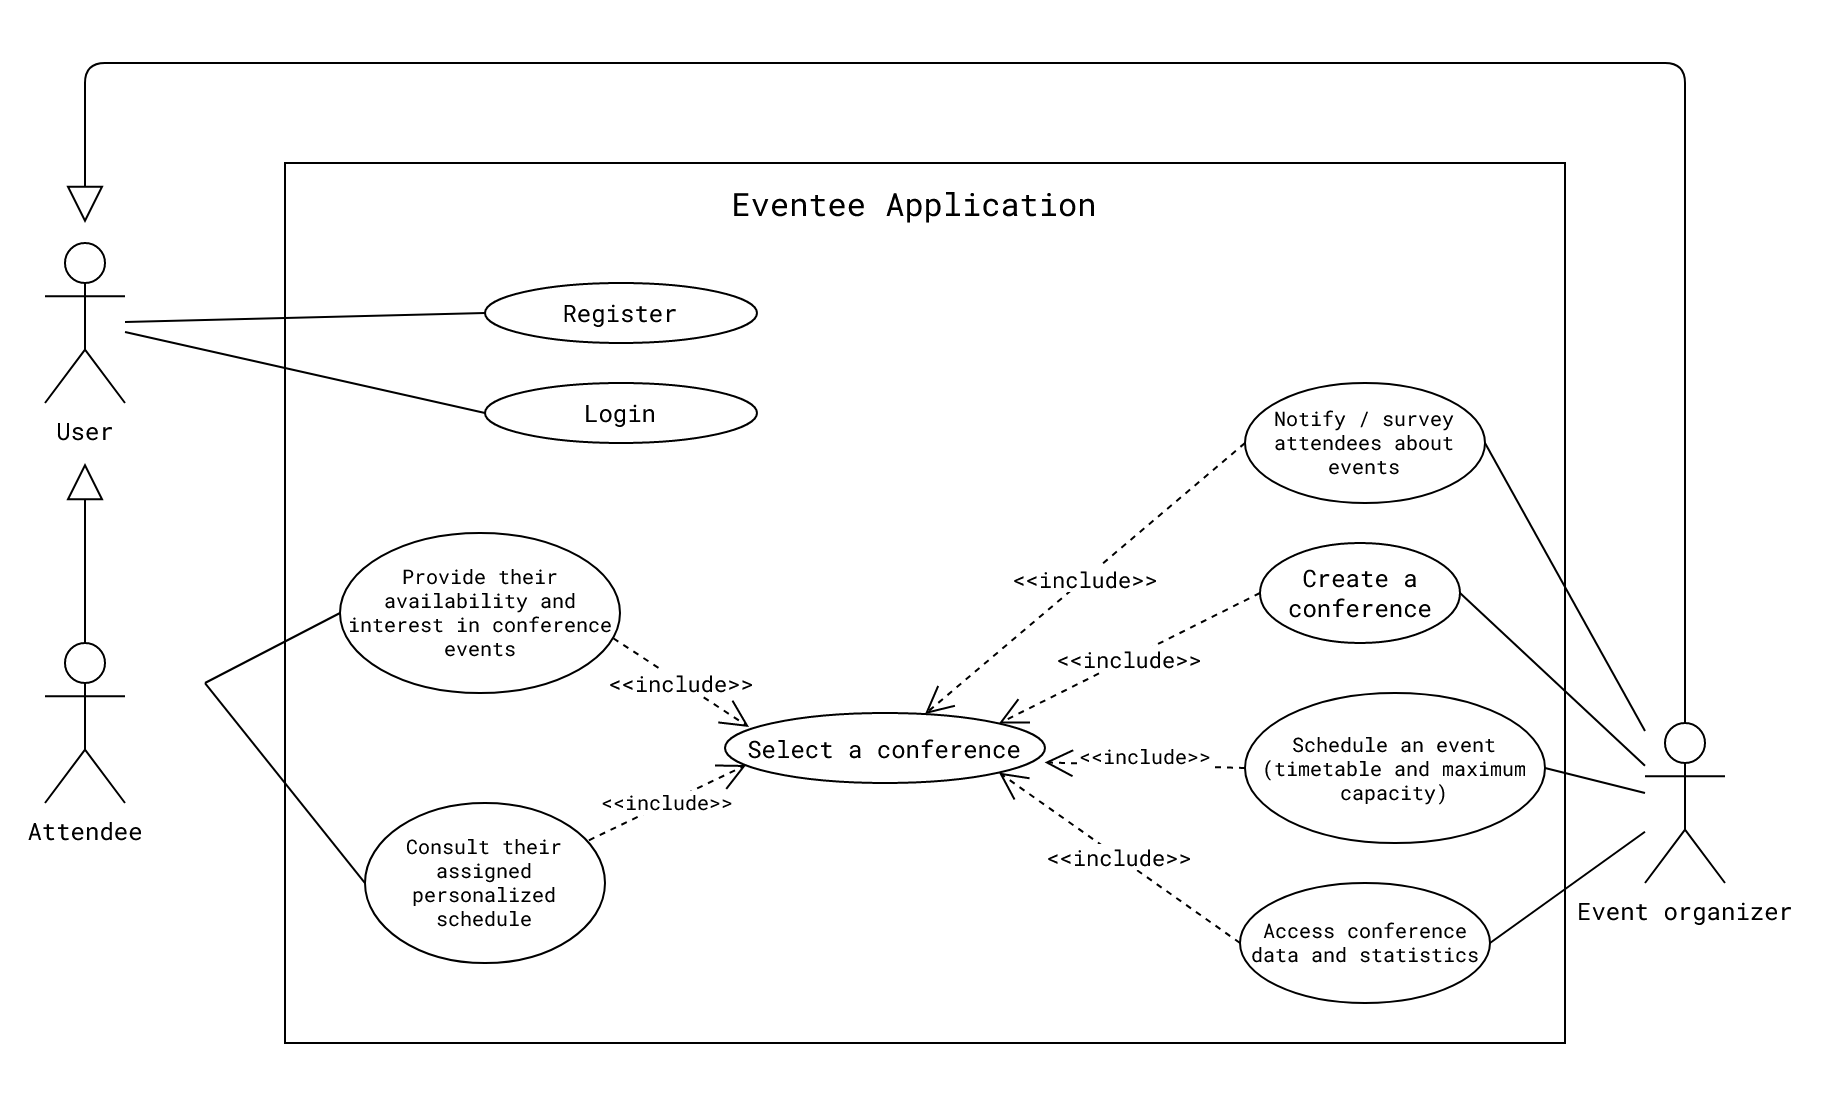 Eventee Application
Register
Login
User
Notify / survey
attendees about
events
Provide their
availability and
interest in conference
events
<<include>>
Create a
conference
<<include>>
<<include>>
Select a conference
<<include>>
Schedule an event
(timetable and maximum
capacity)
<<include>>
Attendee
Consult their
assigned
personalized
schedule
<<include>>
Event organizer
Access conference
data and statistics